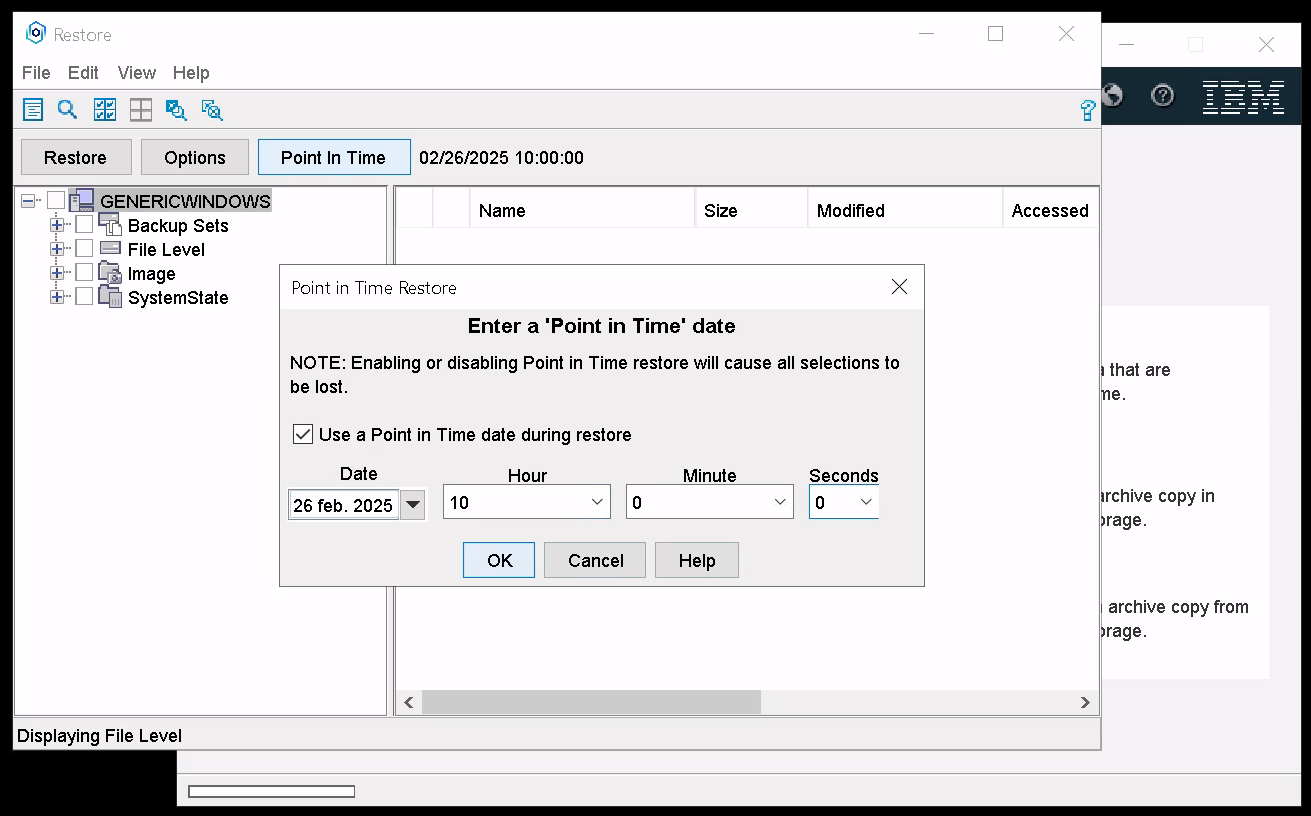 Restore
File Edit View Help
IBM
Restore Options Point In Time 02/26/2025 10:00:00
GENERICWINDOWS
Backup Sets
File Level
Image
SystemState
Name Size Modified Accessed
Point in Time Restore
Enter a 'Point in Time' date
NOTE: Enabling or disabling Point in Time restore will cause all selections to
be lost.
Use a Point in Time date during restore
Date Hour Minute Seconds
26 feb. 2025 10 0 0
OK Cancel Help
that are
me.
archive copy in
orage.
archive copy from
orage.
Displaying File Level